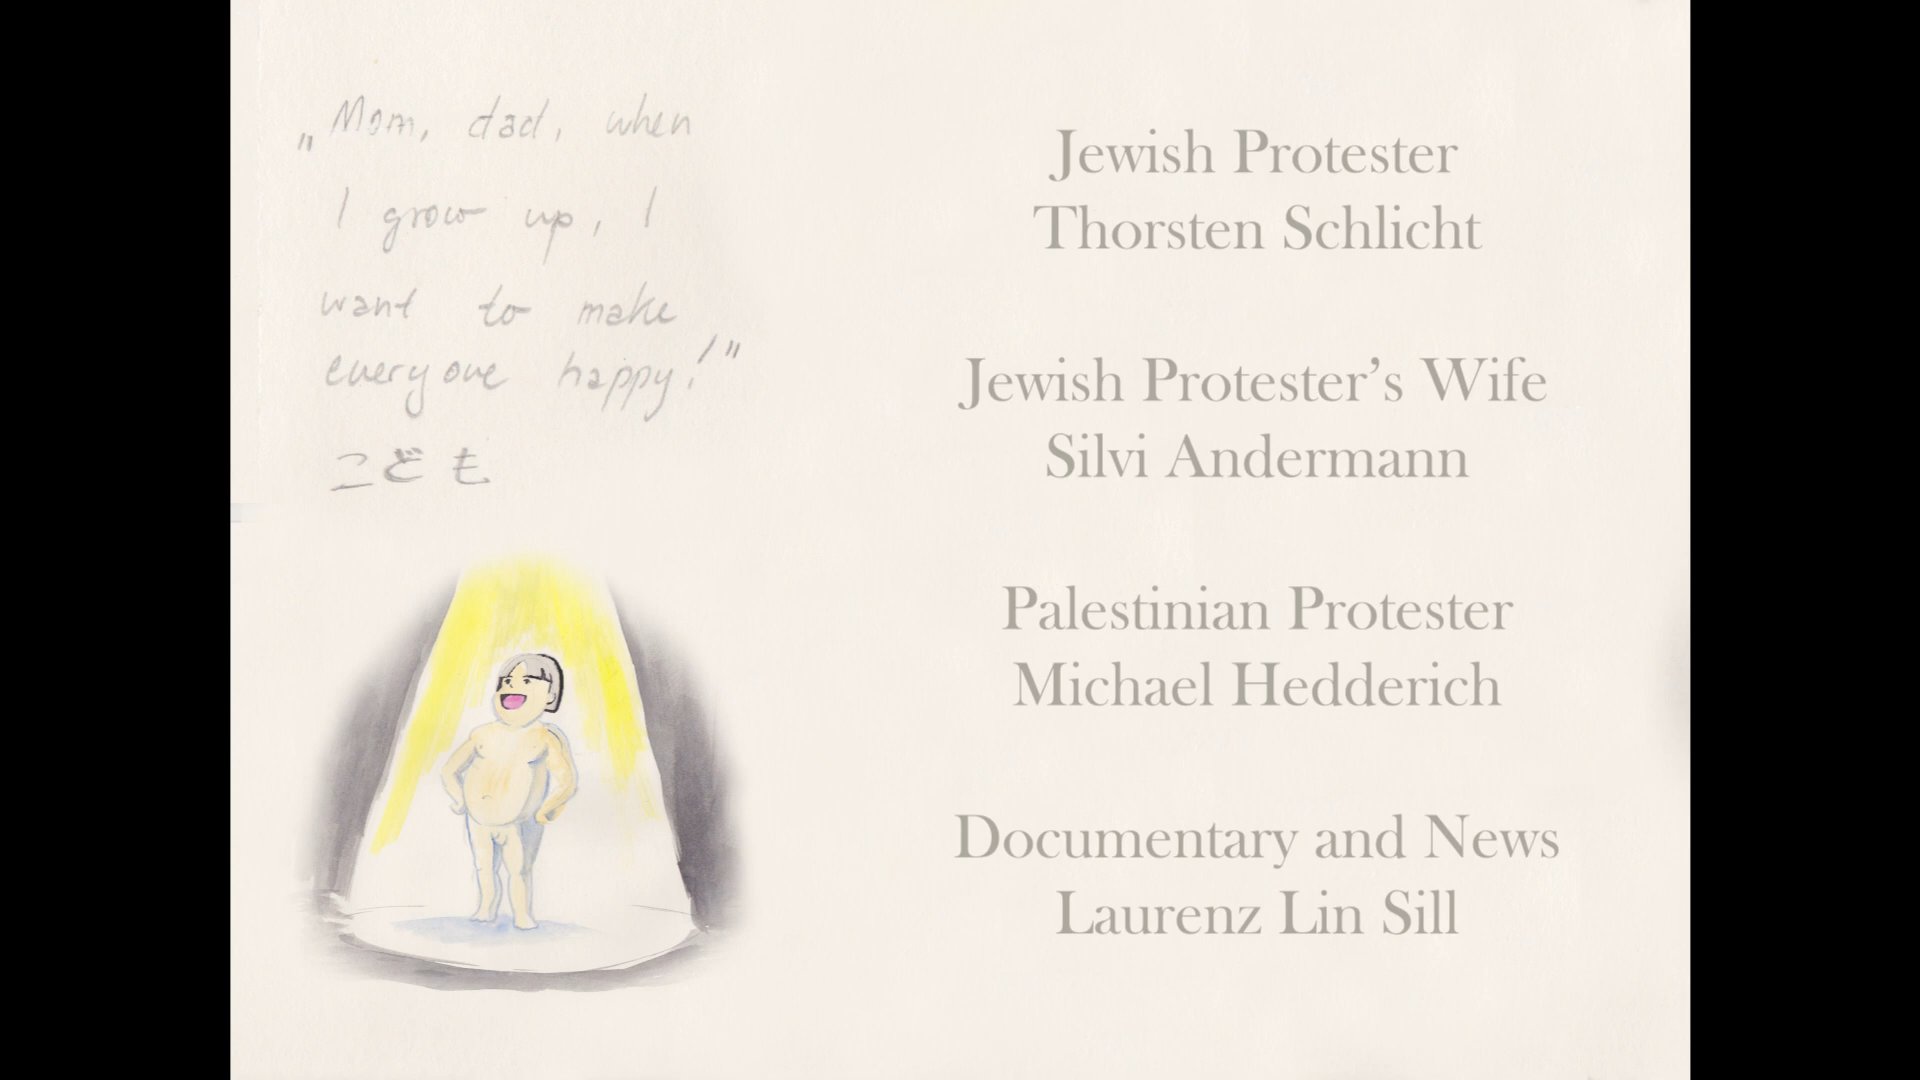 „Mom, dad, when
I grow up, I
want to make
everyone happy!"
こども
Jewish Protester
Thorsten Schlicht
Jewish Protester’s Wife
Silvi Andermann
Palestinian Protester
Michael Hedderich
Documentary and News
Laurenz Lin Sill